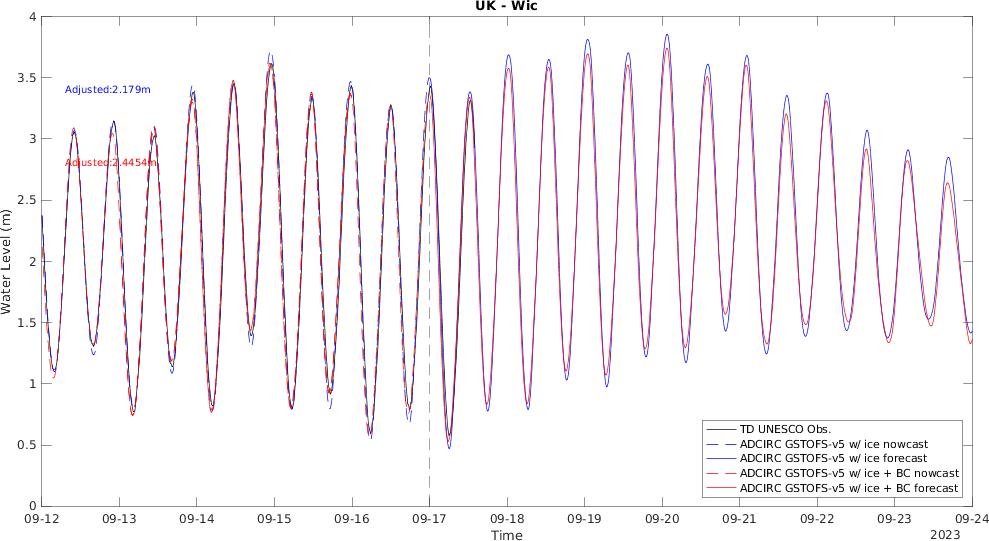 UK - Wic
4
3.5
3
2.5
2
1.5
1
0.5
0
Water Level (m)
Adjusted:2.179m
Adjusted:2.4454m
TD UNESCO Obs.
ADCIRC GSTOFS-v5 w/ ice nowcast
ADCIRC GSTOFS-v5 w/ ice forecast
ADCIRC GSTOFS-v5 w/ ice + BC nowcast
ADCIRC GSTOFS-v5 w/ ice + BC forecast
09-12 09-13 09-14 09-15 09-16 09-17 09-18 09-19 09-20 09-21 09-22 09-23 09-24
Time
2023